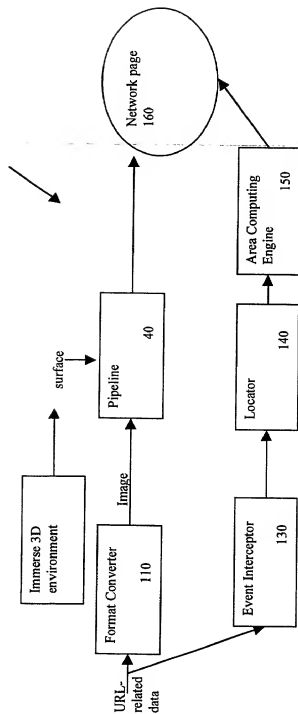 Immerse 3D
environment
surface
URL-
related
data
Format Converter
110
Image
Pipeline
40
Network page
160
Event Interceptor
130
Locator
140
Area Computing
Engine
150